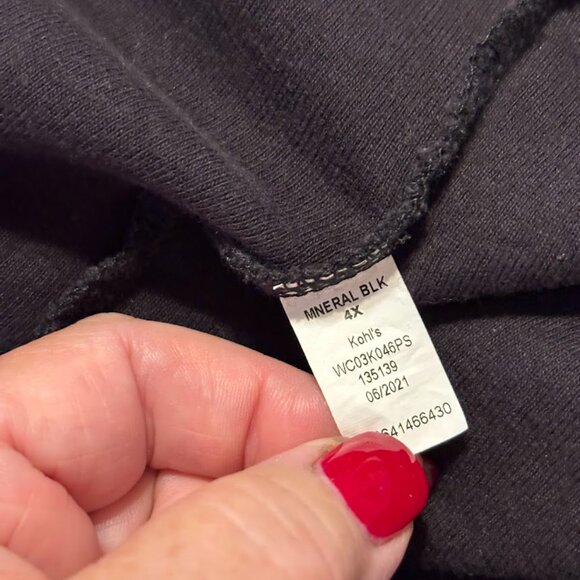 MNERAL BLK
4X
Kohl's
WC03K046PS
135139
06/2021
641466430